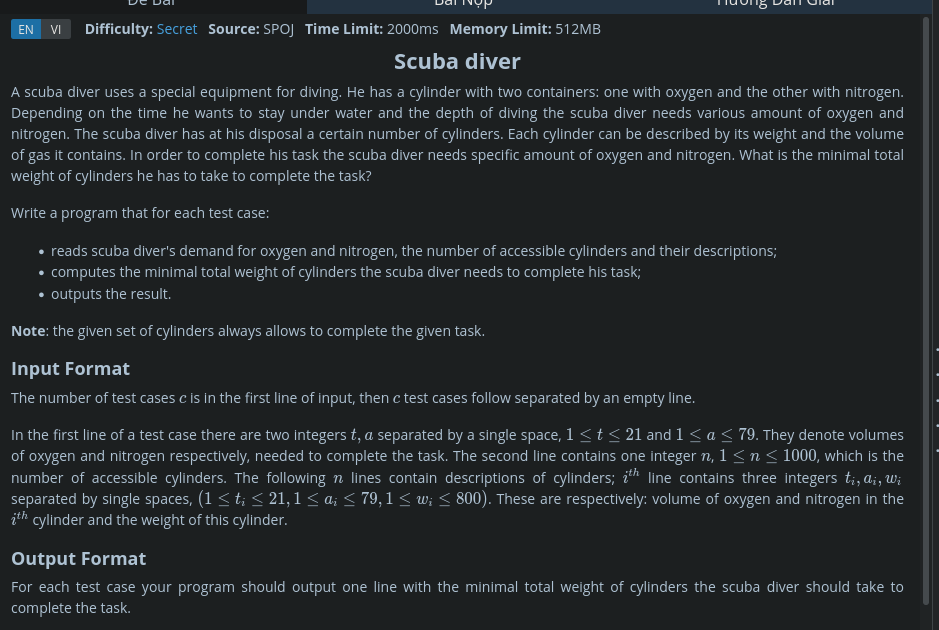 Đề Bài Bài Nộp Hướng Dẫn Giải
EN VI Difficulty: Secret Source: SPOJ Time Limit: 2000ms Memory Limit: 512MB
Scuba diver
A scuba diver uses a special equipment for diving. He has a cylinder with two containers: one with oxygen and the other with nitrogen.
Depending on the time he wants to stay under water and the depth of diving the scuba diver needs various amount of oxygen and
nitrogen. The scuba diver has at his disposal a certain number of cylinders. Each cylinder can be described by its weight and the volume
of gas it contains. In order to complete his task the scuba diver needs specific amount of oxygen and nitrogen. What is the minimal total
weight of cylinders he has to take to complete the task?
Write a program that for each test case:
• reads scuba diver's demand for oxygen and nitrogen, the number of accessible cylinders and their descriptions;
• computes the minimal total weight of cylinders the scuba diver needs to complete his task;
• outputs the result.
Note: the given set of cylinders always allows to complete the given task.
Input Format
The number of test cases c is in the first line of input, then c test cases follow separated by an empty line.
In the first line of a test case there are two integers t, a separated by a single space, 1 ≤ t ≤ 21 and 1 ≤ a ≤ 79. They denote volumes
of oxygen and nitrogen respectively, needed to complete the task. The second line contains one integer n, 1 ≤ n ≤ 1000, which is the
number of accessible cylinders. The following n lines contain descriptions of cylinders; i^th line contains three integers t_i, a_i, w_i
separated by single spaces, (1 ≤ t_i ≤ 21, 1 ≤ a_i ≤ 79, 1 ≤ w_i ≤ 800). These are respectively: volume of oxygen and nitrogen in the
i^th cylinder and the weight of this cylinder.
Output Format
For each test case your program should output one line with the minimal total weight of cylinders the scuba diver should take to
complete the task.